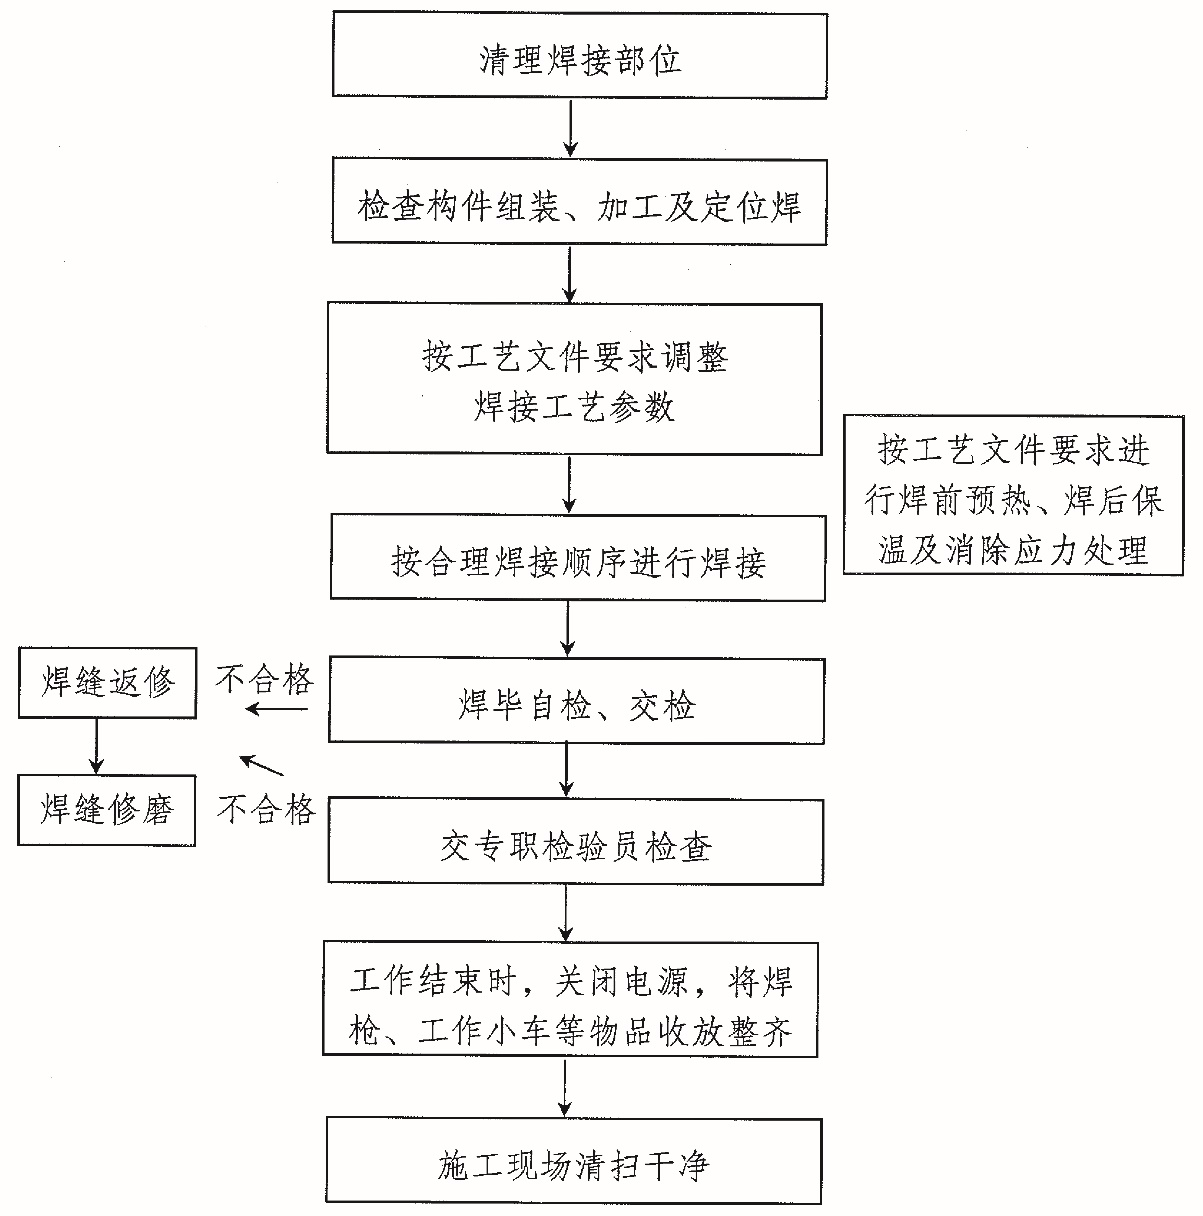 清理焊接部位
检查构件组装、加工及定位焊
按工艺文件要求调整
焊接工艺参数
按工艺文件要求进
行焊前预热、焊后保
温及消除应力处理
按合理焊接顺序进行焊接
焊缝返修
不合格
焊毕自检、交检
焊缝修磨
不合格
交专职检验员检查
工作结束时，关闭电源，将焊
枪、工作小车等物品收放整齐
施工现场清扫干净